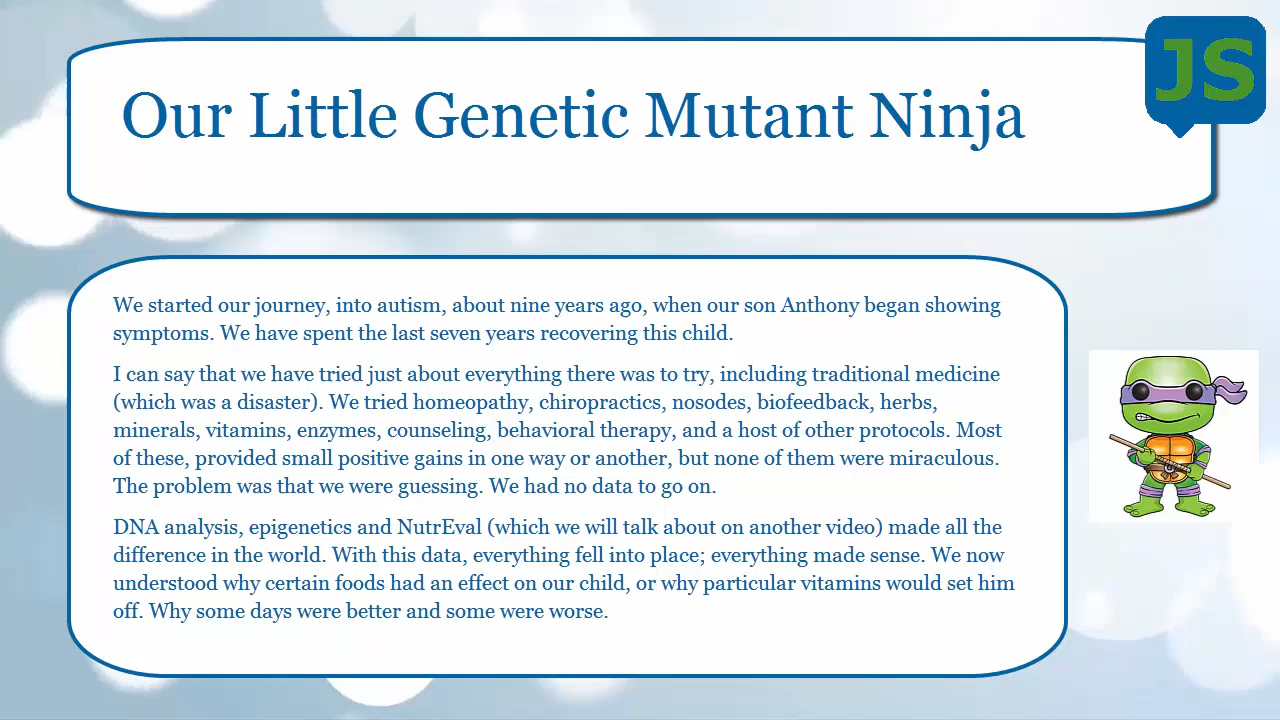 JS
Our Little Genetic Mutant Ninja
We started our journey, into autism, about nine years ago, when our son Anthony began showing
symptoms. We have spent the last seven years recovering this child.
I can say that we have tried just about everything there was to try, including traditional medicine
(which was a disaster). We tried homeopathy, chiropractics, nosodes, biofeedback, herbs,
minerals, vitamins, enzymes, counseling, behavioral therapy, and a host of other protocols. Most
of these, provided small positive gains in one way or another, but none of them were miraculous.
The problem was that we were guessing. We had no data to go on.
DNA analysis, epigenetics and NutrEval (which we will talk about on another video) made all the
difference in the world. With this data, everything fell into place; everything made sense. We now
understood why certain foods had an effect on our child, or why particular vitamins would set him
off. Why some days were better and some were worse.